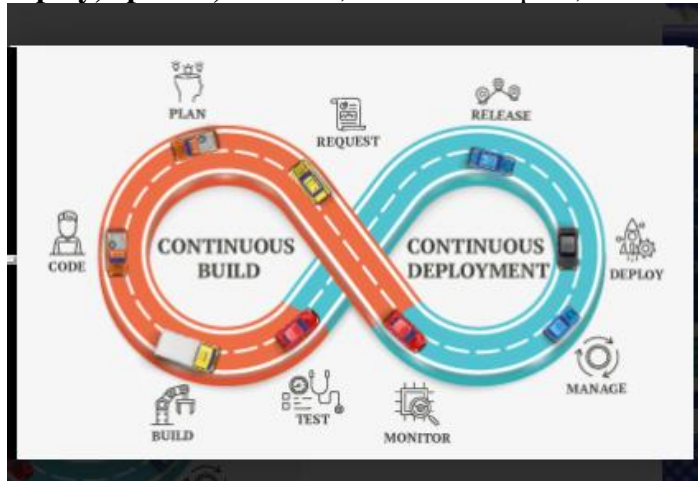 PLAN
REQUEST
RELEASE
CODE
CONTINUOUS
BUILD
CONTINUOUS
DEPLOYMENT
DEPLOY
MANAGE
BUILD
TEST
MONITOR